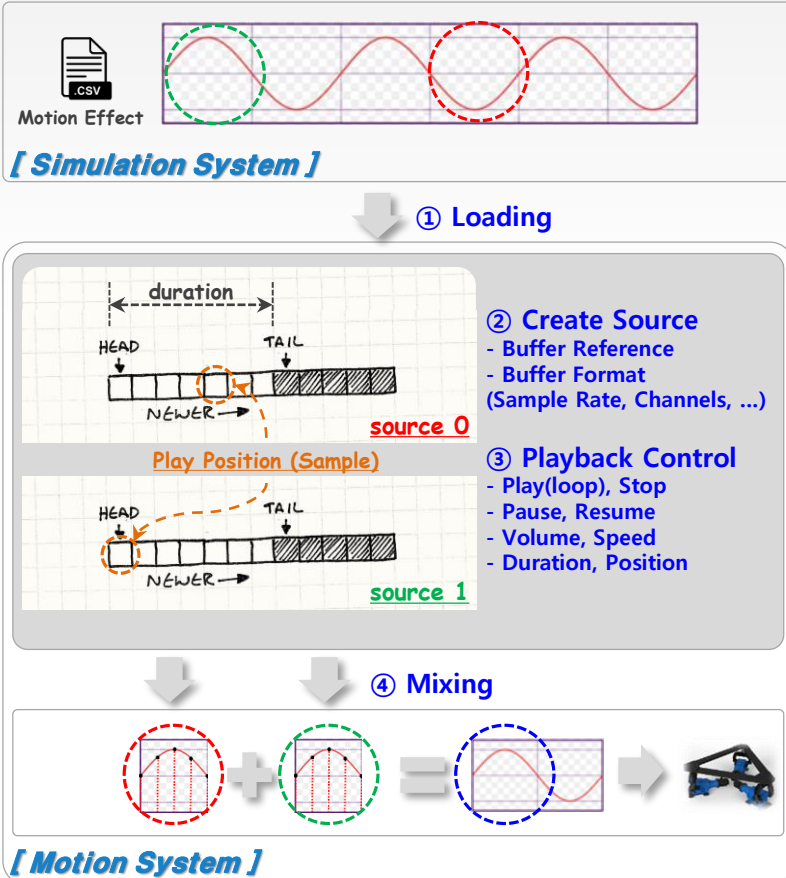 .CSV
Motion Effect
[ Simulation System ]
① Loading
duration
HEAD
TAIL
NEWER
source 0
② Create Source
- Buffer Reference
- Buffer Format
(Sample Rate, Channels, ...)
Play Position (Sample)
HEAD
TAIL
NEWER
source 1
③ Playback Control
- Play(loop), Stop
- Pause, Resume
- Volume, Speed
- Duration, Position
④ Mixing
[ Motion System ]